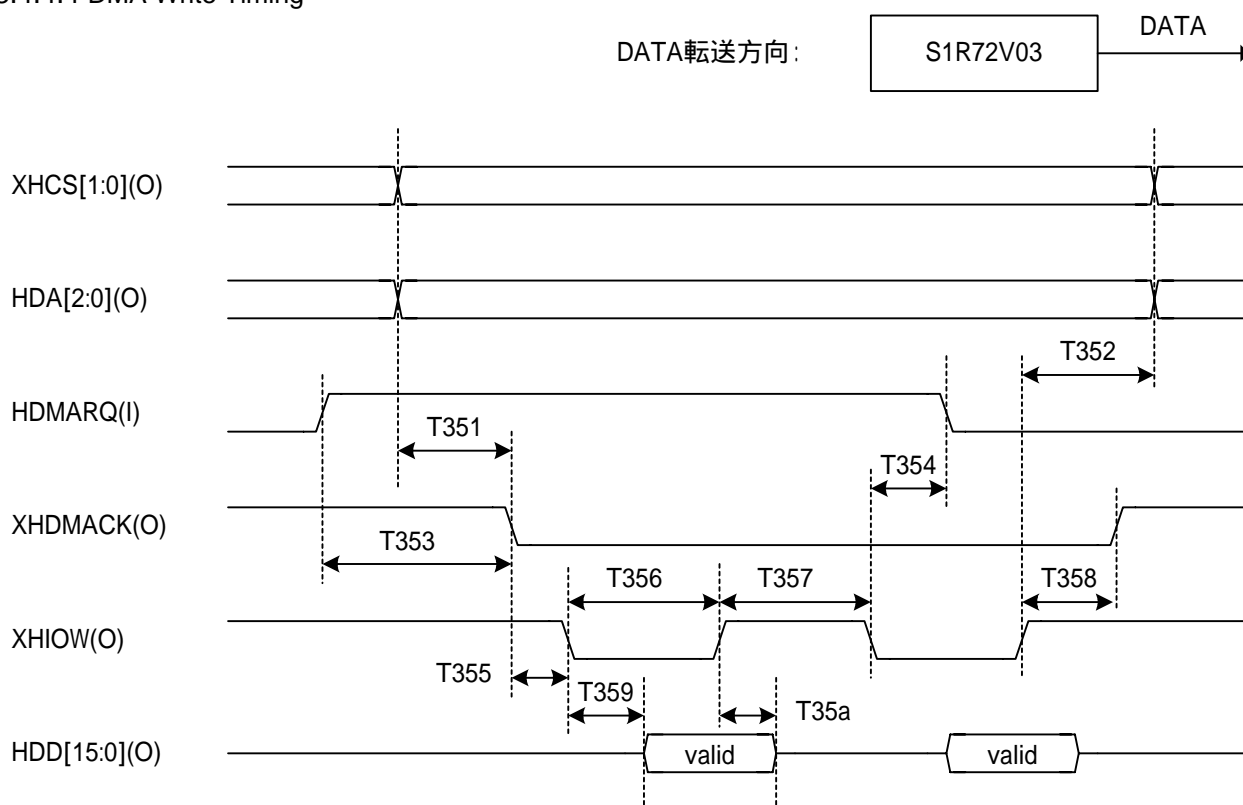 DMA Write Timing
DATA転送方向:
S1R72V03
DATA
XHCS[1:0](O)
HDA[2:0](O)
T352
HDMARQ(I)
T351
T354
XHDMACK(O)
T353
T356
T357
T358
XHIOW(O)
T355
T359
T35a
HDD[15:0](O)
valid
valid